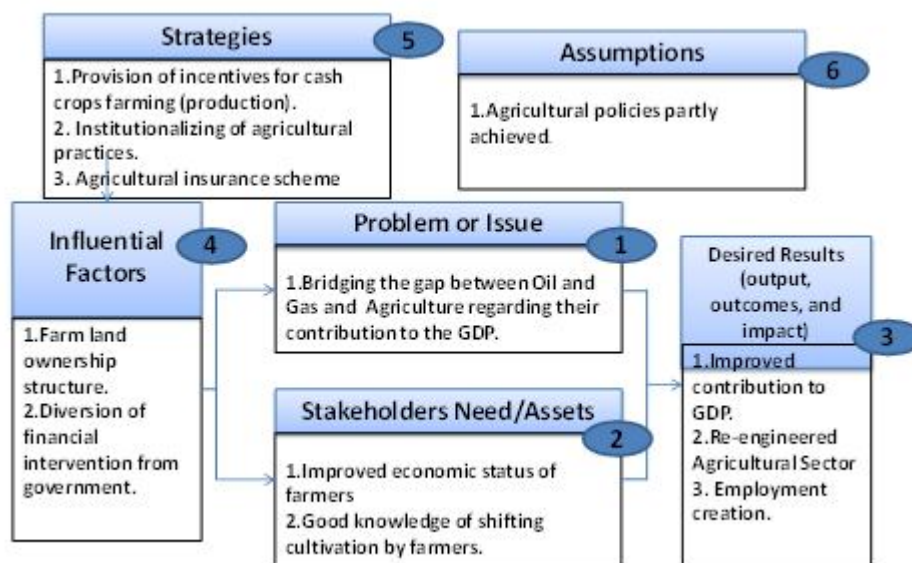 Strategies
5
1.Provision of incentives for cash
crops farming (production).
2. Institutionalizing of agricultural
practices.
3. Agricultural insurance scheme
Assumptions
6
1.Agricultural policies partly
achieved.
Influential
Factors
4
1.Farm land
ownership
structure.
2.Diversion of
financial
intervention from
government.
Problem or Issue
1
1.Bridging the gap between Oil and
Gas and Agriculture regarding their
contribution to the GDP.
Stakeholders Need/Assets
2
1.Improved economic status of
farmers
2.Good knowledge of shifting
cultivation by farmers.
Desired Results
(output,
outcomes, and
impact)
3
1.Improved
contribution to
GDP.
2.Re-engineered
Agricultural Sector
3. Employment
creation.